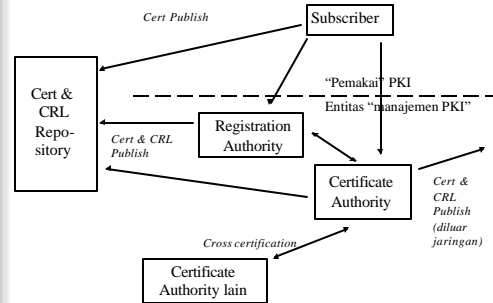 Cert Publish
Subscriber
"Pemakai" PKI
Entitas "manajemen PKI"
Cert &
CRL
Repo-
sitory
Registration
Authority
Cert & CRL
Publish
Certificate
Authority
Cert &
CRL
Publish
(diluar
jaringan)
Cross certification
Certificate
Authority lain